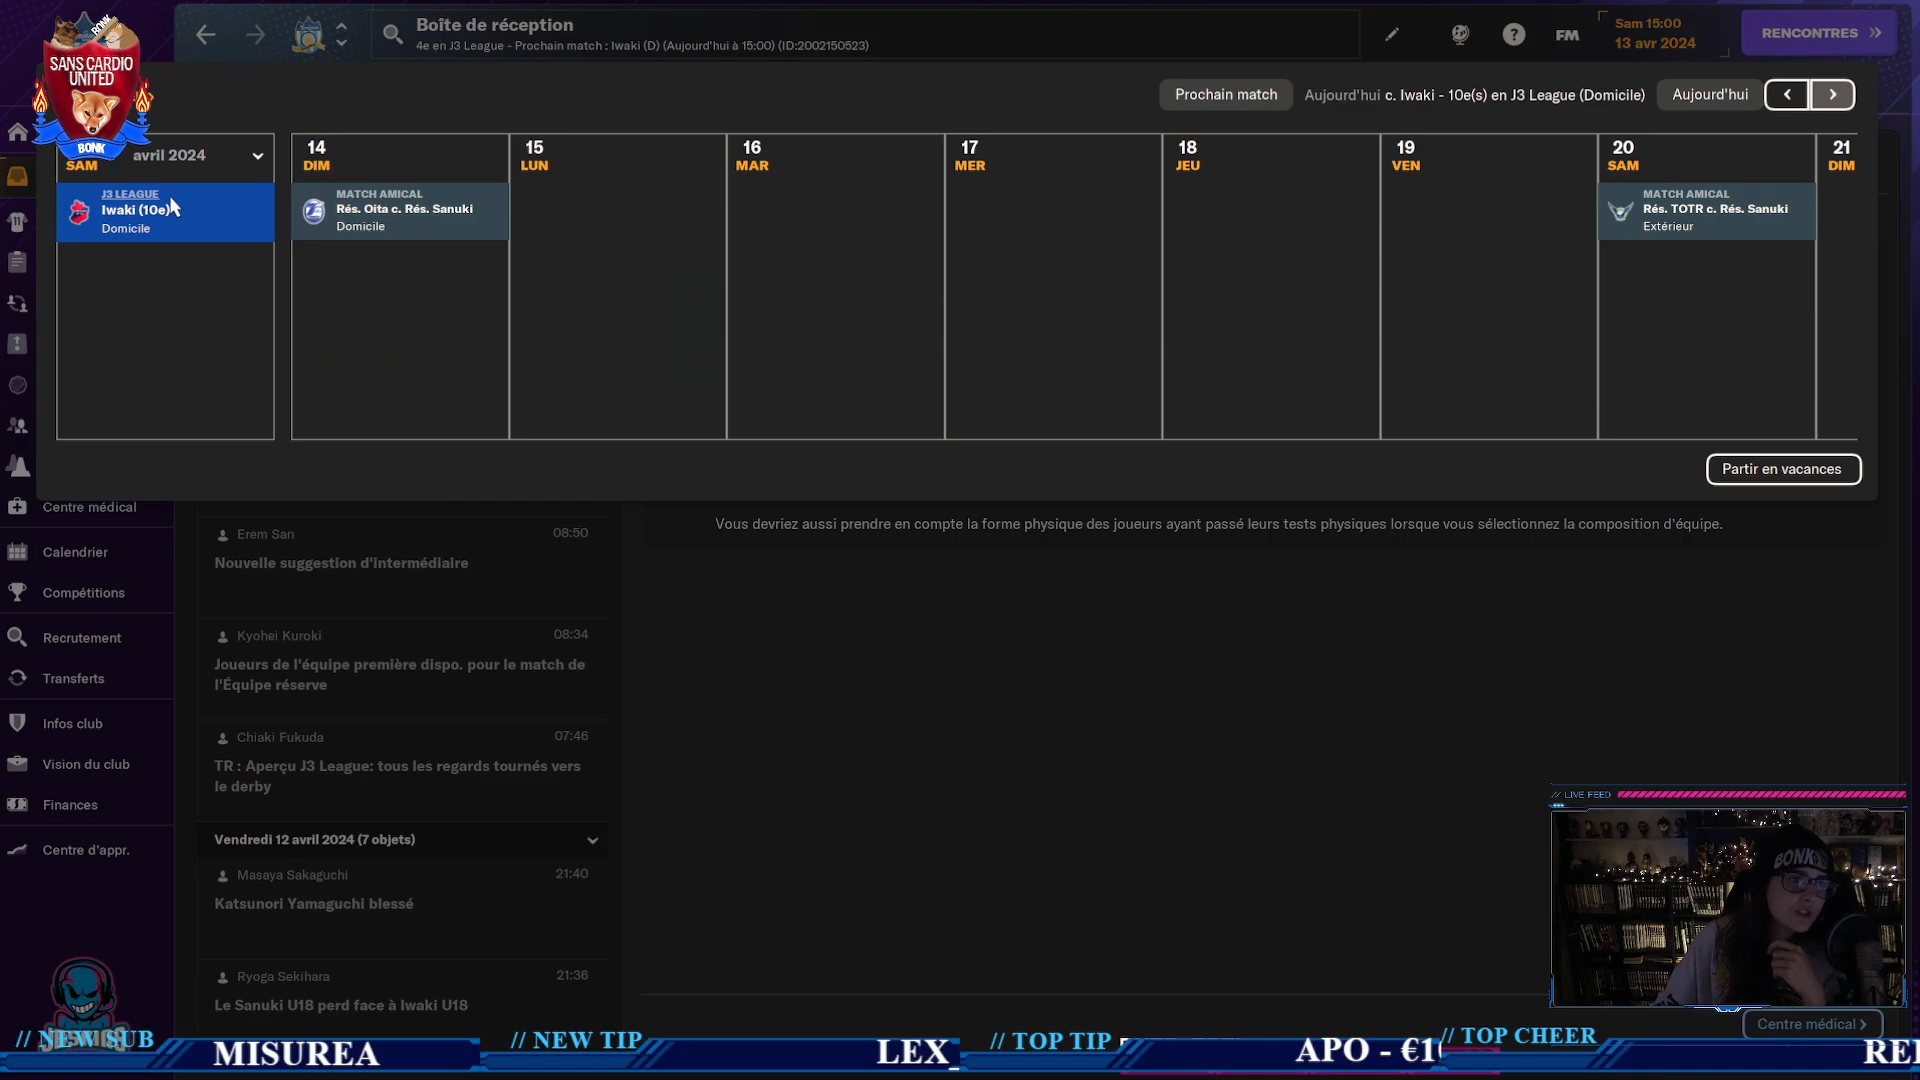 BONK
SANS CARDIO
UNITED
BONK
Boîte de réception
4e en J3 League - Prochain match : Iwaki (D) (Aujourd'hui à 15:00) (ID:2002150523)
FM
Sam 15:00
13 avr 2024
RENCONTRES
Prochain match
Aujourd'hui c. Iwaki - 10e(s) en J3 League (Domicile)
Aujourd'hui
avril 2024
SAM
14
DIM
15
LUN
16
MAR
17
MER
18
JEU
19
VEN
20
SAM
21
DIM
J3 LEAGUE
Iwaki (10e)
Domicile
MATCH AMICAL
Rés. Oita c. Rés. Sanuki
Domicile
MATCH AMICAL
Rés. TOTR c. Rés. Sanuki
Extérieur
Partir en vacances
Centre médical
Calendrier
Compétitions
Recrutement
Transferts
Infos club
Vision du club
Finances
Centre d'appr.
Vous devriez aussi prendre en compte la forme physique des joueurs ayant passé leurs tests physiques lorsque vous sélectionnez la composition d'équipe.
Erem Sarı 08:50
Nouvelle suggestion d'intermédiaire
Kyohei Kuroki 08:34
Joueurs de l'équipe première dispo. pour le match de
l'Équipe réserve
Chiaki Fukuda 07:46
TR : Aperçu J3 League: tous les regards tournés vers
le derby
Vendredi 12 avril 2024 (7 objets)
Masaya Sakaguchi 21:40
Katsunori Yamaguchi blessé
Ryoga Sekihara 21:36
Le Sanuki U18 perd face à Iwaki U18
// LIVE FEED
BONK
Centre médical
// NEW SUB
MISUREA
// NEW TIP
LEX_
// TOP TIP
APO - €1
// TOP CHEER